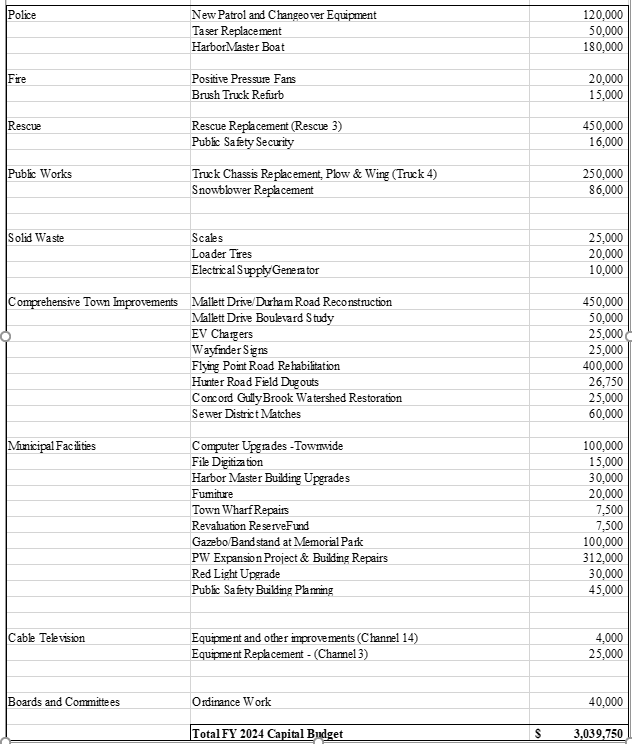 Police New Patrol and Changeover Equipment 120,000
Taser Replacement 50,000
HarborMaster Boat 180,000
Fire Positive Pressure Fans 20,000
Brush Truck Refurb 15,000
Rescue Rescue Replacement (Rescue 3) 450,000
Public Safety Security 16,000
Public Works Truck Chassis Replacement, Plow & Wing (Truck 4) 250,000
Snowblower Replacement 86,000
Solid Waste Scales 25,000
Loader Tires 20,000
Electrical Supply/Generator 10,000
Comprehensive Town Improvements Mallett Drive/Durham Road Reconstruction 450,000
Mallett Drive Boulevard Study 50,000
EV Chargers 25,000
Wayfinder Signs 25,000
Flying Point Road Rehabilitation 400,000
Hunter Road Field Dugouts 26,750
Concord Gully Brook Watershed Restoration 25,000
Sewer District Matches 60,000
Municipal Facilities Computer Upgrades -Townwide 100,000
File Digitization 15,000
Harbor Master Building Upgrades 30,000
Furniture 20,000
Town Wharf Repairs 7,500
Revaluation Reserve Fund 7,500
Gazebo/Bandstand at Memorial Park 100,000
PW Expansion Project & Building Repairs 312,000
Red Light Upgrade 30,000
Public Safety Building Planning 45,000
Cable Television Equipment and other improvements (Channel 14) 4,000
Equipment Replacement - (Channel 3) 25,000
Boards and Committees Ordinance Work 40,000
Total FY 2024 Capital Budget $ 3,039,750